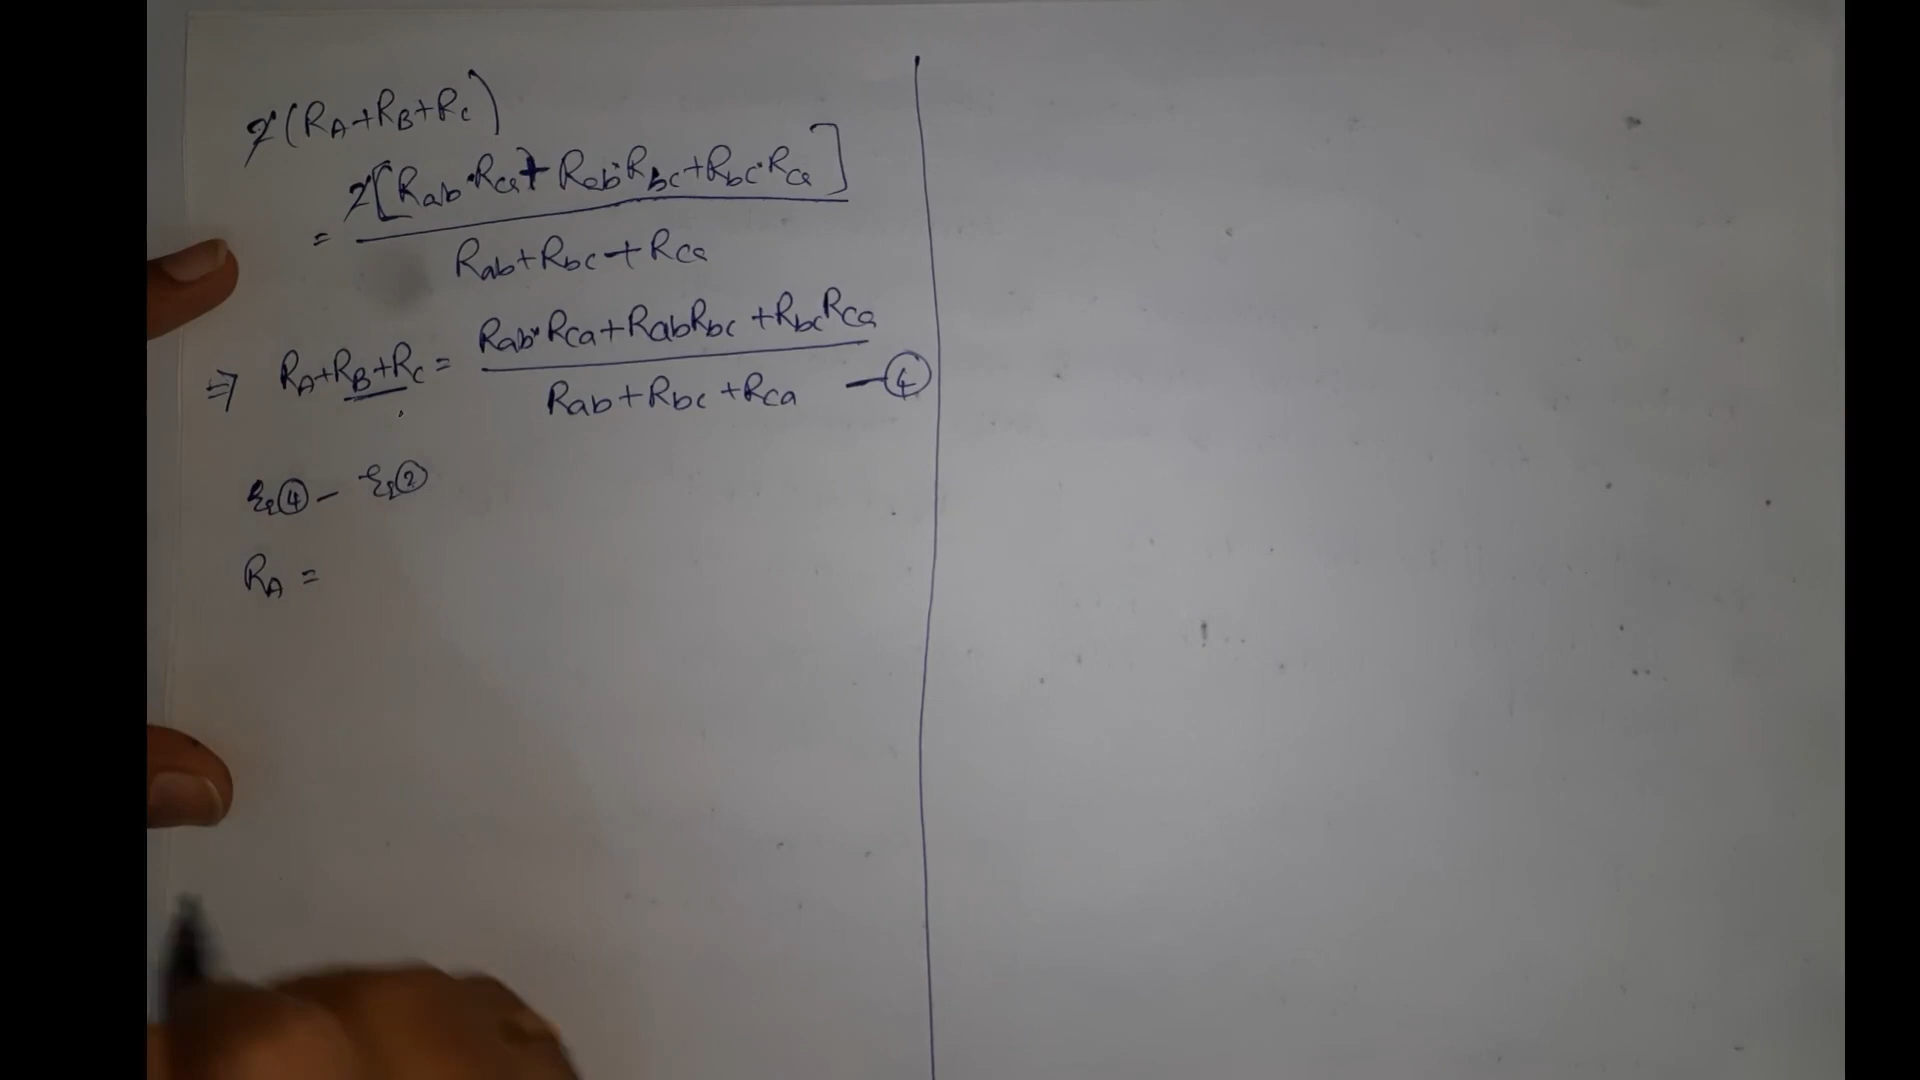 2(RA+RB+RC)
= 2[Rab·Rca+Rab·Rbc+Rbc·Rca]
Rab+Rbc+Rca
⇒ RA+RB+RC = Rab·Rca+RabRbc+RbcRca
Rab+Rbc+Rca —④
Eq④ - Eq②
RA =